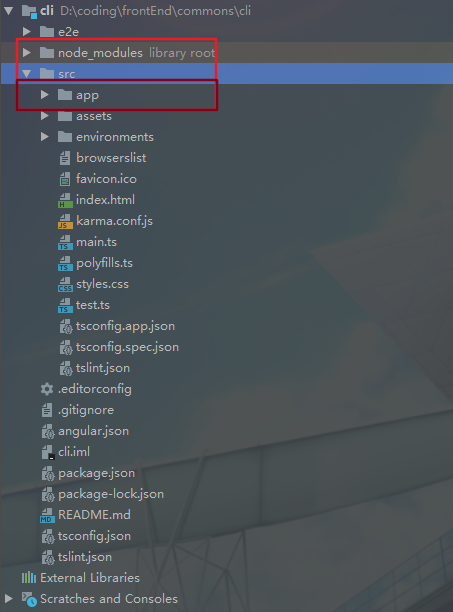 cli D:\coding\frontEnd\commons\cli
e2e
node_modules library root
src
app
assets
environments
browserslist
favicon.ico
index.html
karma.conf.js
main.ts
polyfills.ts
styles.css
test.ts
tsconfig.app.json
tsconfig.spec.json
tslint.json
.editorconfig
.gitignore
angular.json
cli.iml
package.json
package-lock.json
README.md
tsconfig.json
tslint.json
External Libraries
Scratches and Consoles